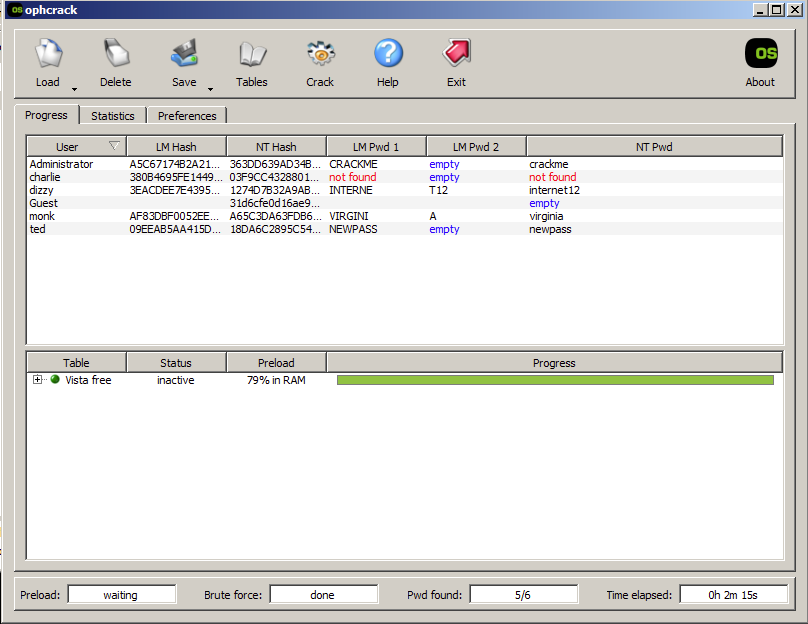 OS ophcrack
Load Delete Save Tables Crack Help Exit OS About
Progress Statistics Preferences
User LM Hash NT Hash LM Pwd 1 LM Pwd 2 NT Pwd
Administrator A5C67174B2A21... 363DD639AD34B... CRACKME empty crackme
charlie 380B4695FE1449... 03F9CC4328801... not found empty not found
dizzy 3EACDEE7E4395... 1274D7B32A9AB... INTERNE T12 internet12
Guest 31d6cfe0d16ae9... empty
monk AF83DBF0052EE... A65C3DA63FDB6... VIRGINI A virginia
ted 09EEAB5AA415D... 18DA6C2895C54... NEWPASS empty newpass
Table Status Preload Progress
Vista free inactive 79% in RAM
Preload: waiting Brute force: done Pwd found: 5/6 Time elapsed: 0h 2m 15s